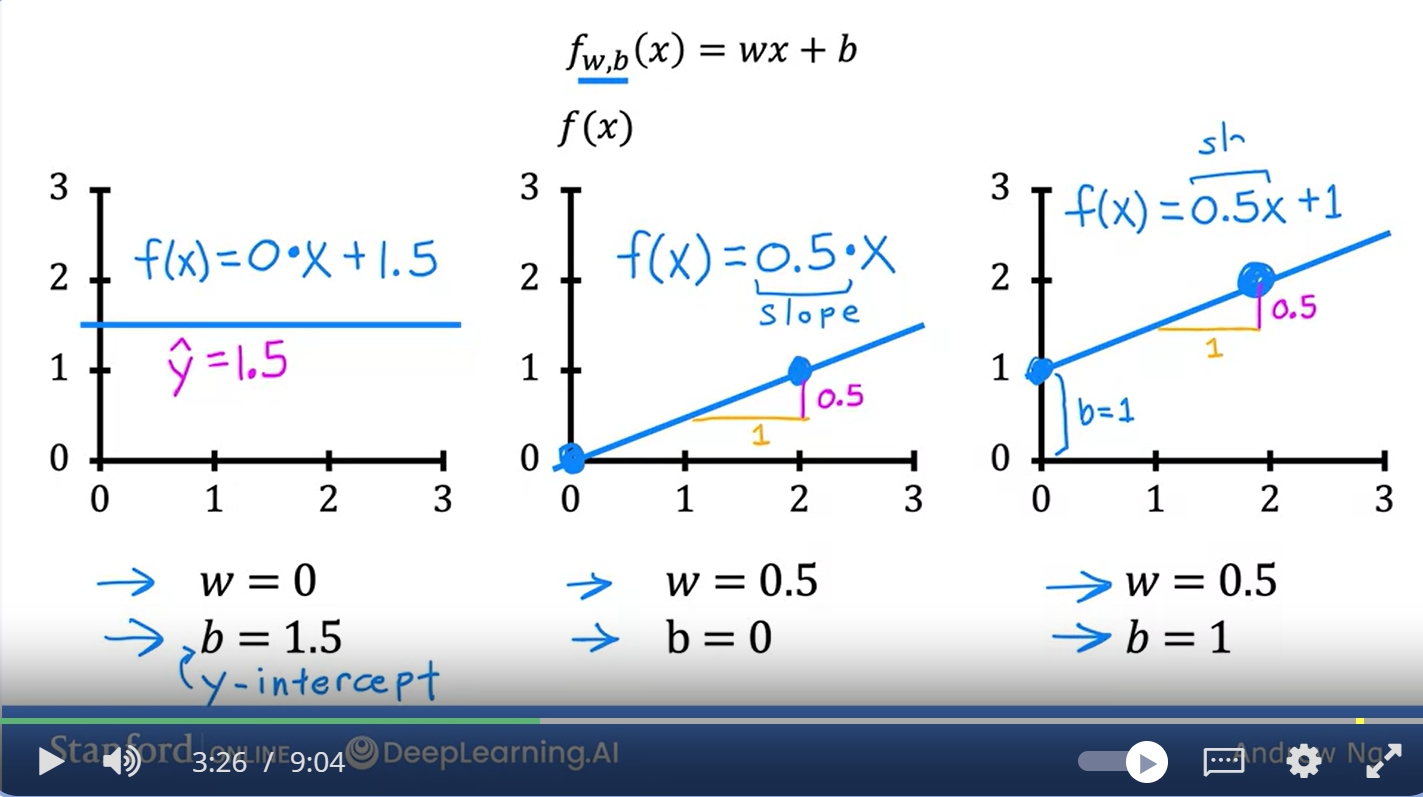 f_{w,b}(x) = wx + b
f(x)
3
2
1
0
0 1 2 3
f(x)=0•x+1.5
ŷ=1.5
→ w = 0
→ b = 1.5
y-intercept
3
2
1
0
0 1 2 3
f(x)=0.5•x
slope
0.5
1
→ w = 0.5
→ b = 0
3
2
1
0
0 1 2 3
sl
f(x)=0.5x+1
0.5
1
b=1
→ w = 0.5
→ b = 1
Stanford ONLINE DeepLearning.AI Andrew Ng
3:26 / 9:04